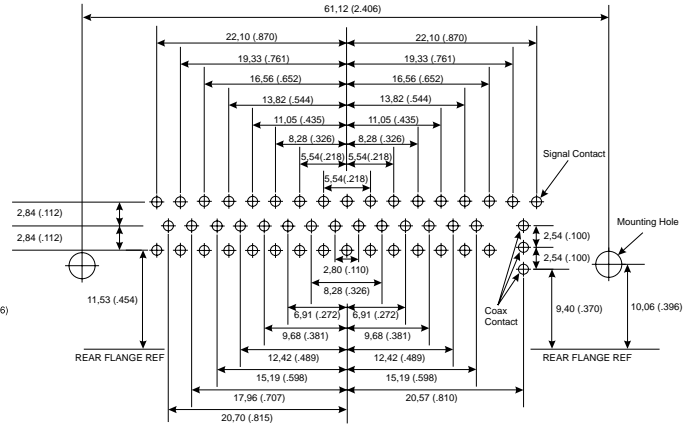 61,12 (2.406)
22,10 (.870) 22,10 (.870)
19,33 (.761) 19,33 (.761)
16,56 (.652) 16,56 (.652)
13,82 (.544) 13,82 (.544)
11,05 (.435) 11,05 (.435)
8,28 (.326) 8,28 (.326)
5,54(.218) 5,54(.218)
5,54(.218)
Signal Contact
2,84 (.112)
2,84 (.112)
Mounting Hole
2,54 (.100)
2,54 (.100)
2,80 (.110)
8,28 (.326)
11,53 (.454)
6,91 (.272) 6,91 (.272)
Coax
Contact
9,40 (.370)
10,06 (.396)
6)
9,68 (.381) 9,68 (.381)
12,42 (.489) 12,42 (.489)
REAR FLANGE REF REAR FLANGE REF
15,19 (.598) 15,19 (.598)
17,96 (.707) 20,57 (.810)
20,70 (.815)